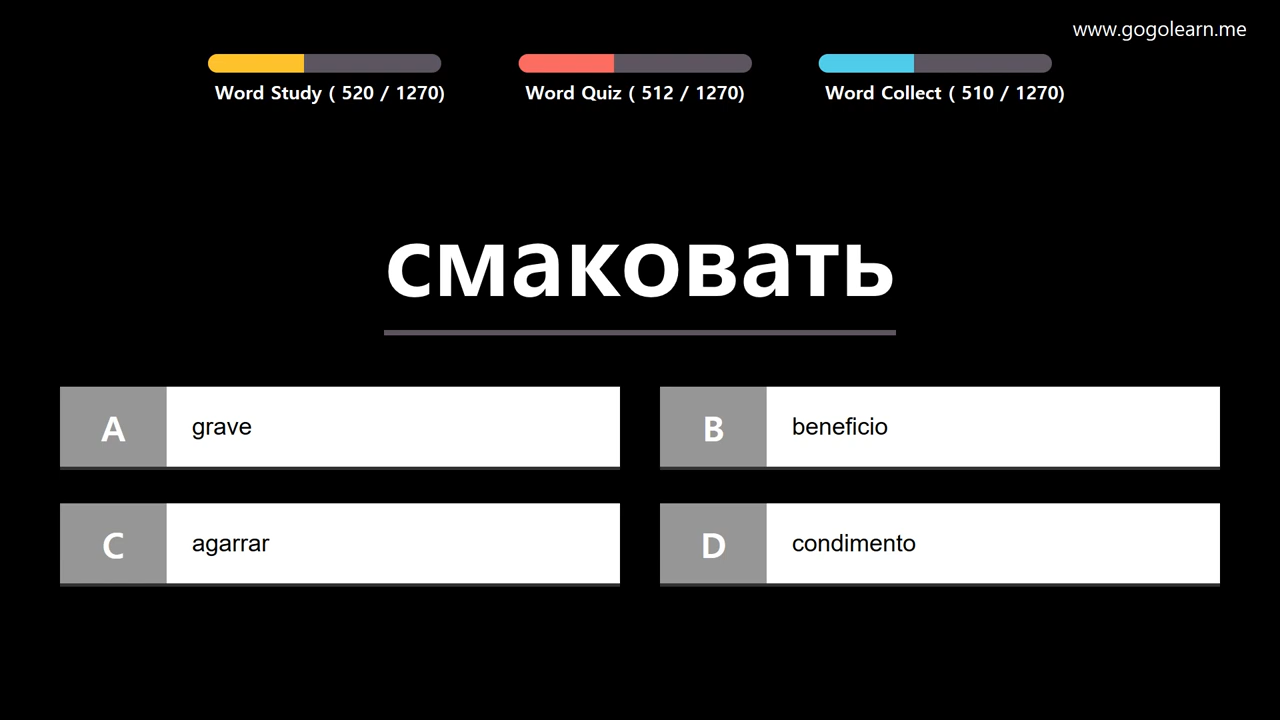 www.gogolearn.me
Word Study ( 520 / 1270)
Word Quiz ( 512 / 1270)
Word Collect ( 510 / 1270)
смаковать
A grave
B beneficio
C agarrar
D condimento